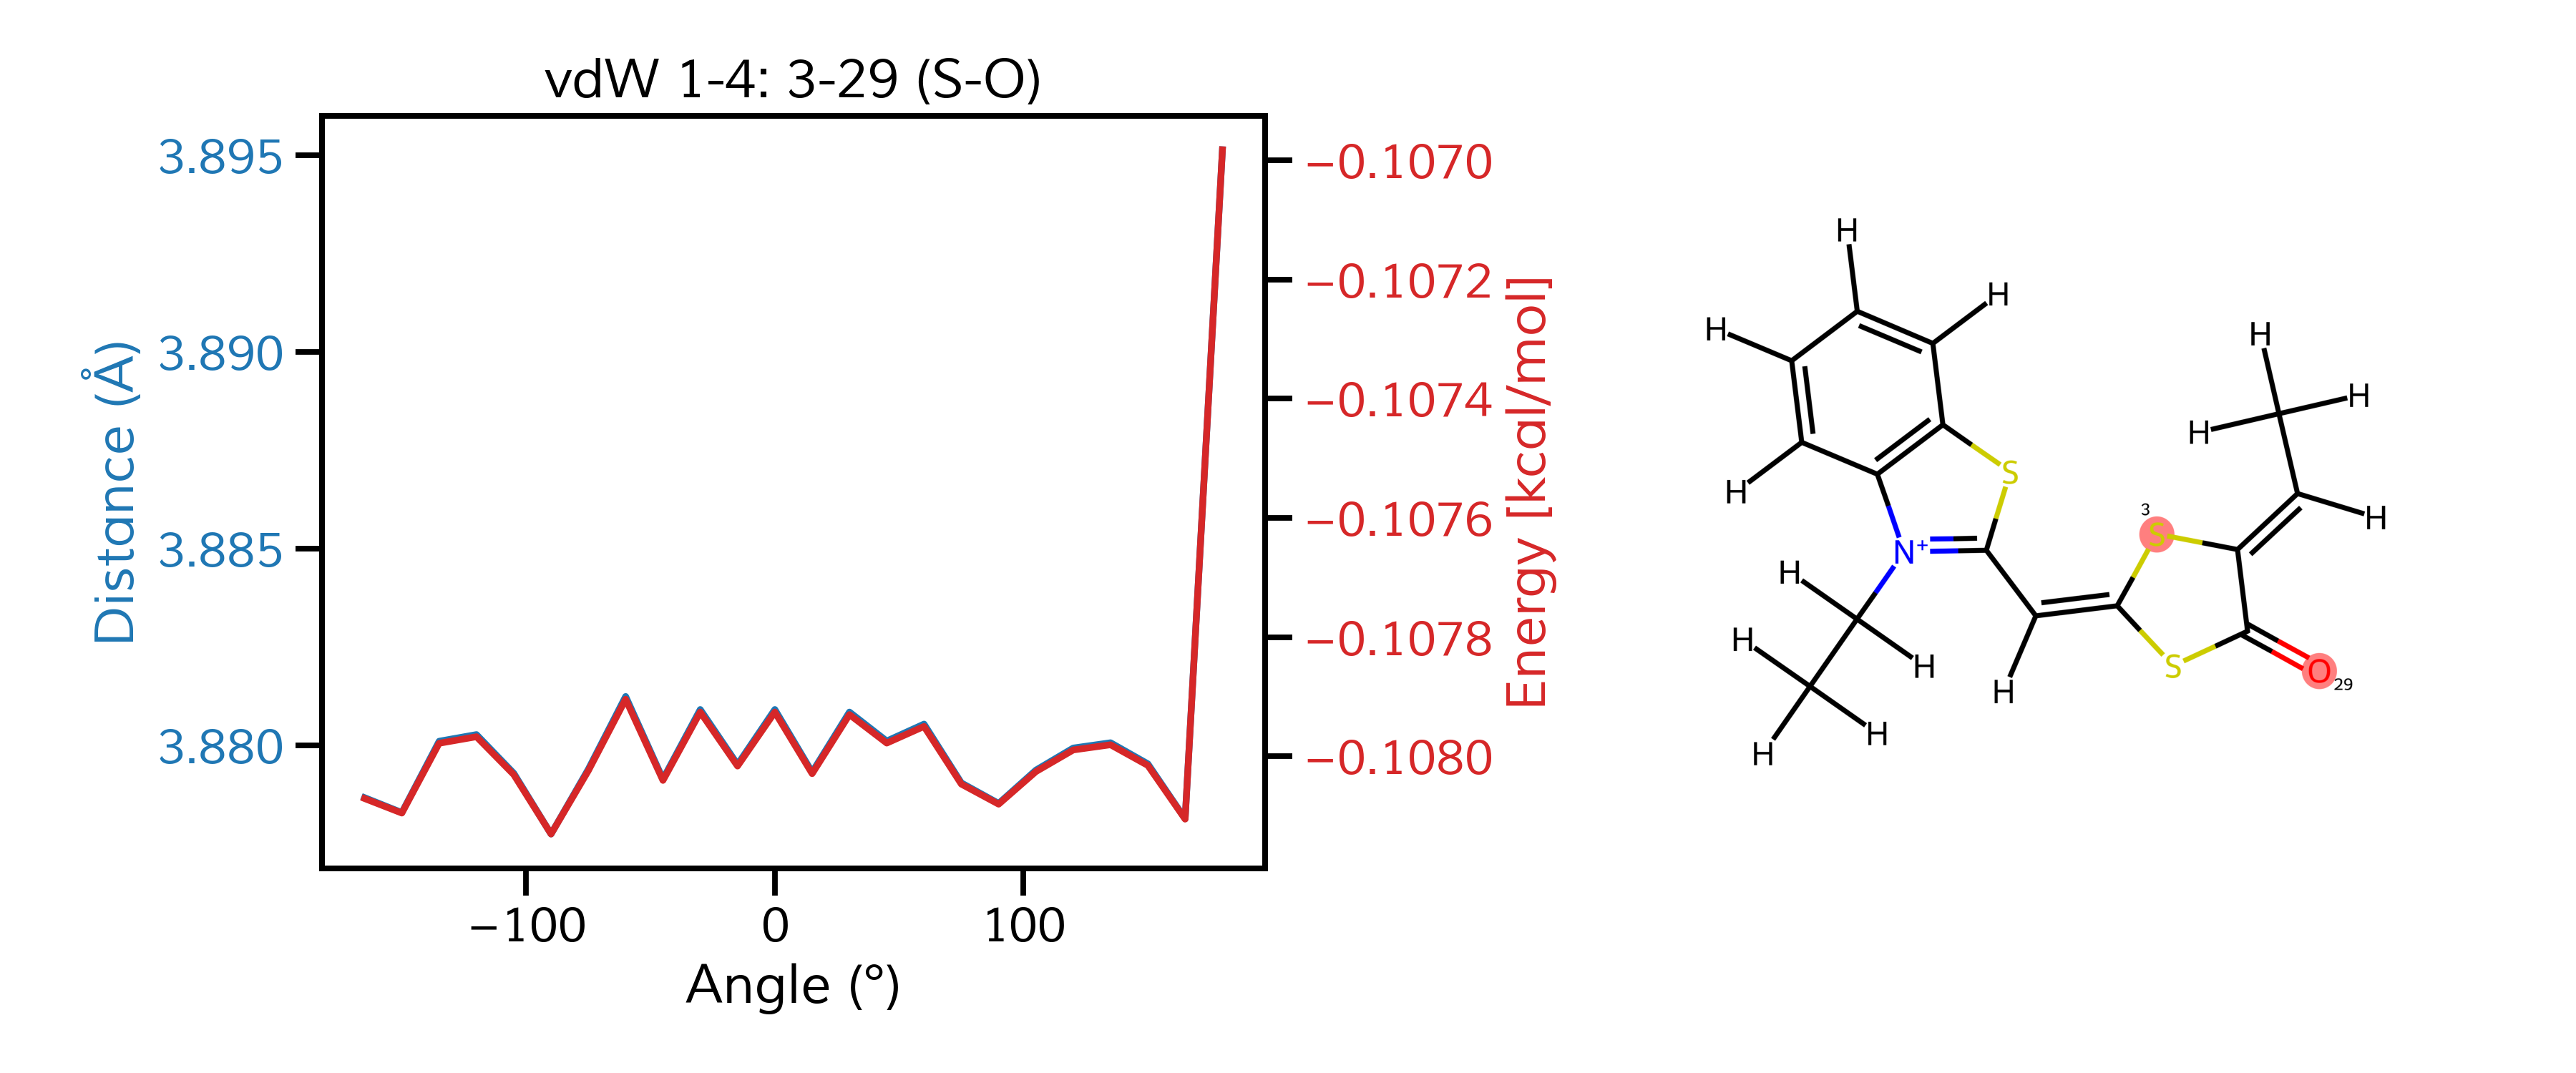 vdW 1-4: 3-29 (S-O)
3.895
3.890
3.885
3.880
Distance (Å)
−0.1070
−0.1072
−0.1074
−0.1076
−0.1078
−0.1080
Energy [kcal/mol]
−100
0
100
Angle (°)
H
H
H
H
H
H
H
S
3
S
H
H
N+
H
H
H
S
O
29
H
H
H
H